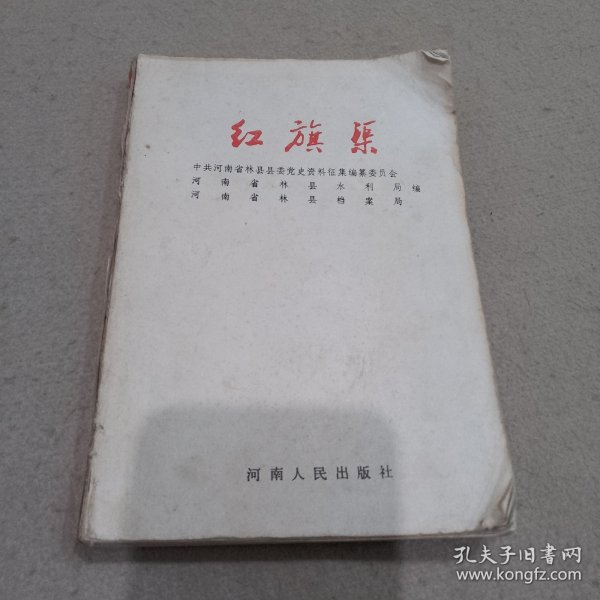 红旗渠
中共河南省林县县委党史资料征集编纂委员会
河南省林县水利局编
河南省林县档案局
河南人民出版社
孔夫子旧书网
www.kongfz.com